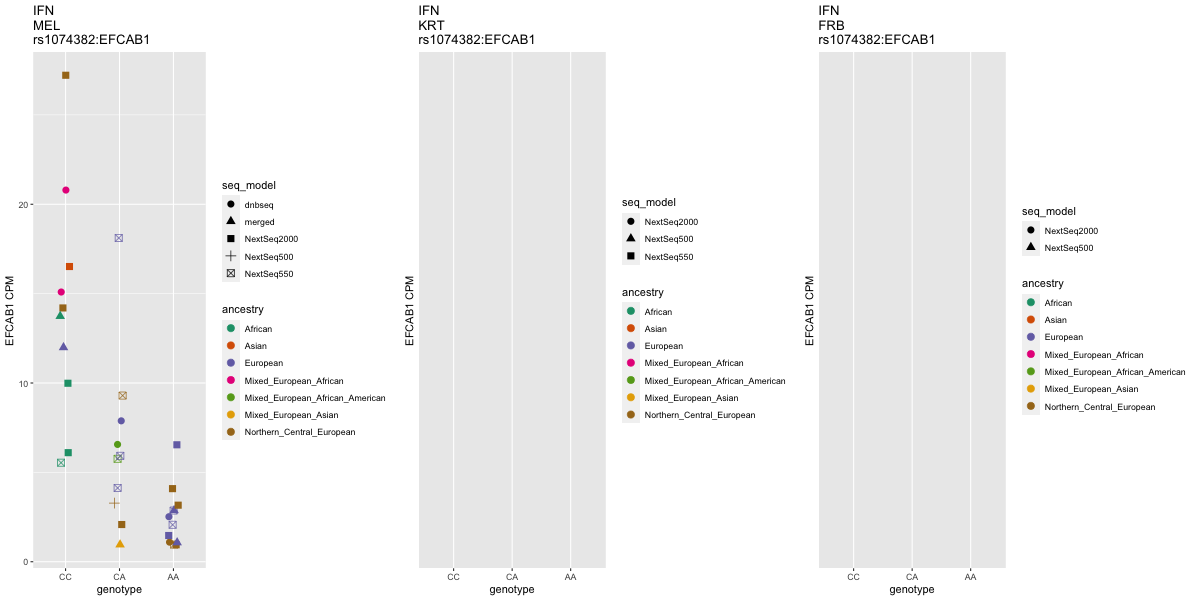 IFN
MEL
rs1074382:EFCAB1
EFCAB1 CPM
20
10
0
CC
CA
AA
genotype
seq_model
dnbseq
merged
NextSeq2000
NextSeq500
NextSeq550
ancestry
African
Asian
European
Mixed_European_African
Mixed_European_African_American
Mixed_European_Asian
Northern_Central_European
IFN
KRT
rs1074382:EFCAB1
EFCAB1 CPM
CC
CA
AA
genotype
seq_model
NextSeq2000
NextSeq500
NextSeq550
ancestry
African
Asian
European
Mixed_European_African
Mixed_European_African_American
Mixed_European_Asian
Northern_Central_European
IFN
FRB
rs1074382:EFCAB1
EFCAB1 CPM
CC
CA
AA
genotype
seq_model
NextSeq2000
NextSeq500
ancestry
African
Asian
European
Mixed_European_African
Mixed_European_African_American
Mixed_European_Asian
Northern_Central_European